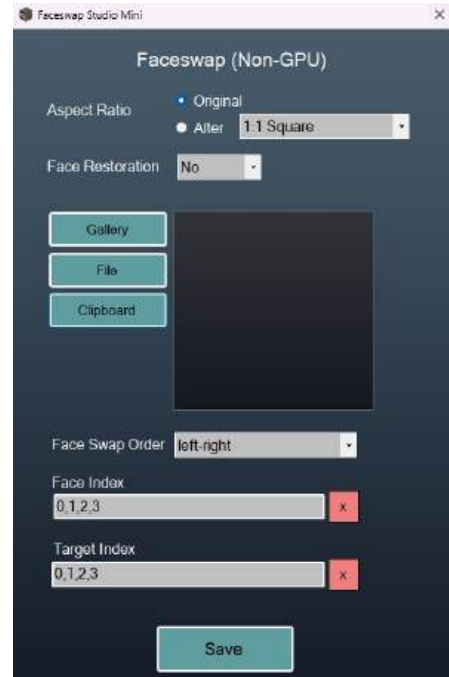 Faceswap Studio Mini
Faceswap (Non-GPU)
Aspect Ratio
Original
Alter 1:1 Square
Face Restoration No
Gallery
File
Clipboard
Face Swap Order left-right
Face Index
0,1,2,3 x
Target Index
0,1,2,3 x
Save